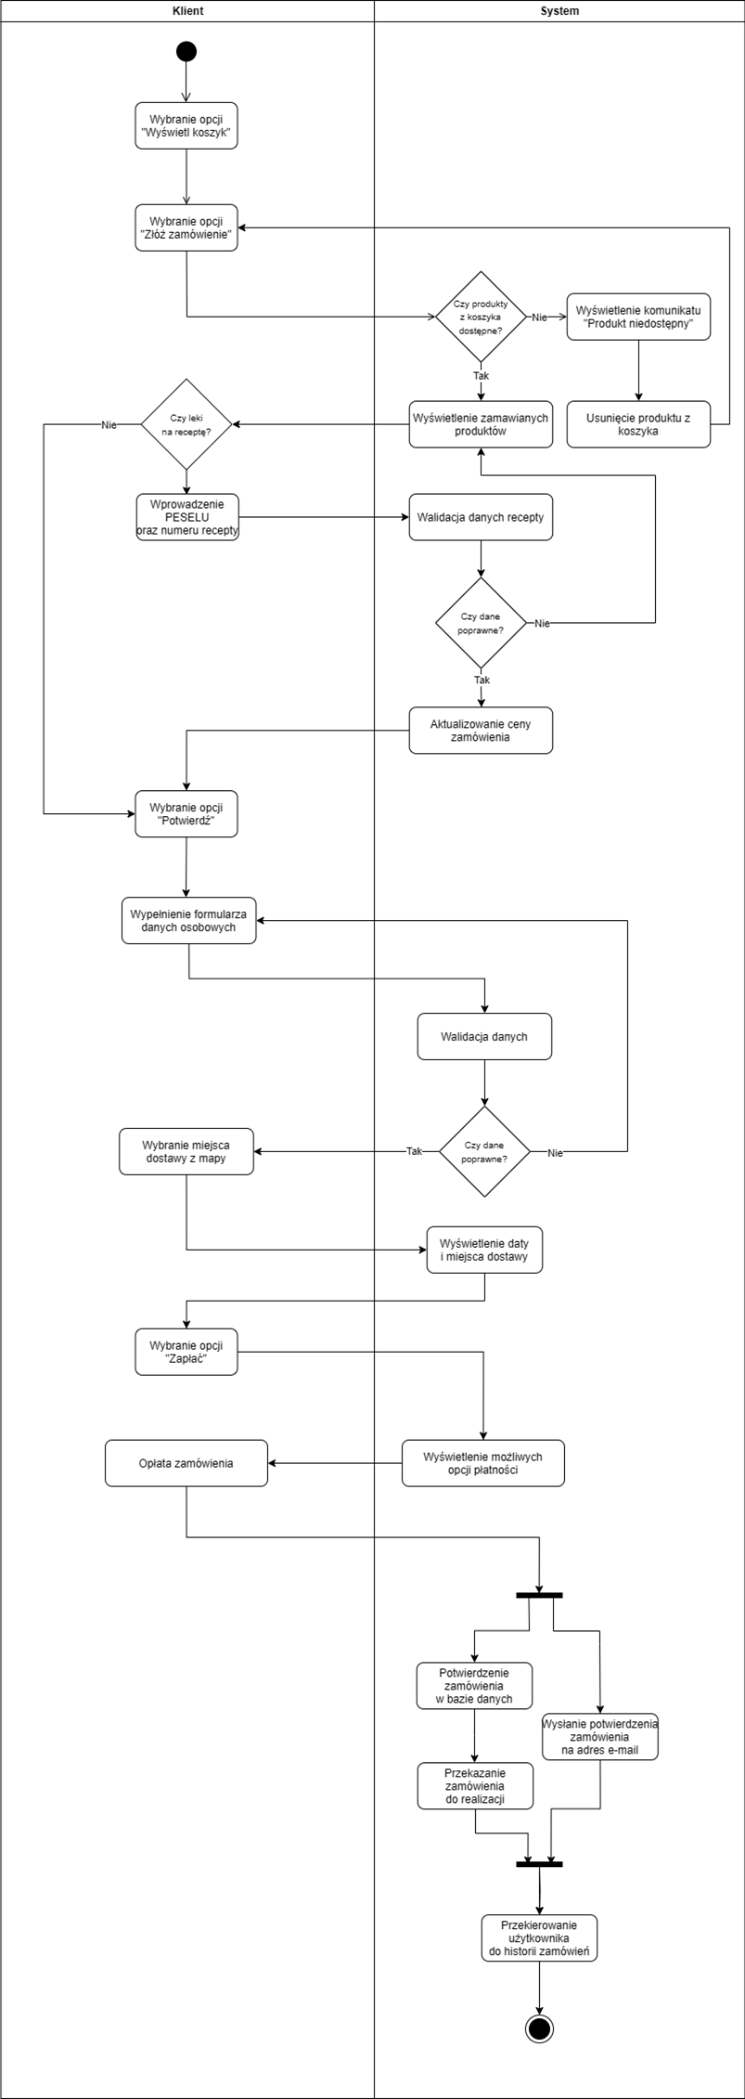 Klient
System
Wybranie opcji
"Wyświetl koszyk"
Wybranie opcji
"Złóż zamówienie"
Czy produkty
z koszyka
dostępne?
Nie
Wyświetlenie komunikatu
"Produkt niedostępny"
Tak
Czy leki
na receptę?
Nie
Wyświetlenie zamawianych
produktów
Usunięcie produktu z
koszyka
Wprowadzenie
PESELU
oraz numeru recepty
Walidacja danych recepty
Czy dane
poprawne?
Nie
Tak
Aktualizowanie ceny
zamówienia
Wybranie opcji
"Potwierdź"
Wypełnienie formularza
danych osobowych
Walidacja danych
Wybranie miejsca
dostawy z mapy
Tak
Czy dane
poprawne?
Nie
Wyświetlenie daty
i miejsca dostawy
Wybranie opcji
"Zapłać"
Opłata zamówienia
Wyświetlenie możliwych
opcji płatności
Potwierdzenie
zamówienia
w bazie danych
Wysłanie potwierdzenia
zamówienia
na adres e-mail
Przekazanie
zamówienia
do realizacji
Przekierowanie
użytkownika
do historii zamówień